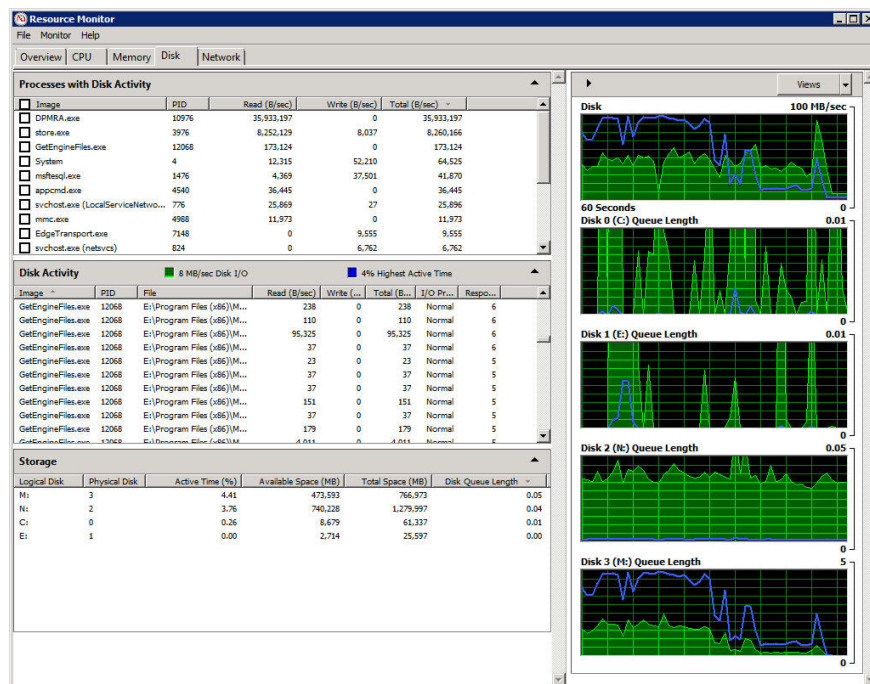 Resource Monitor
File Monitor Help
Overview CPU Memory Disk Network
Processes with Disk Activity
Image PID Read (B/sec) Write (B/sec) Total (B/sec)
DPMRA.exe 10976 35,933,197 0 35,933,197
store.exe 3976 8,252,129 8,037 8,260,166
GetEngineFiles.exe 12068 173,124 0 173,124
System 4 12,315 52,210 64,525
msftesql.exe 1476 4,369 37,501 41,870
appcmd.exe 4540 36,445 0 36,445
svchost.exe (LocalServiceNetwo... 776 25,869 27 25,896
mmc.exe 4988 11,973 0 11,973
EdgeTransport.exe 7148 0 9,555 9,555
svchost.exe (netsvcs) 824 0 6,762 6,762
Disk Activity 8 MB/sec Disk I/O 4% Highest Active Time
Image PID File Read (B/sec) Write (... Total (B... I/O Pr... Respo...
GetEngineFiles.exe 12068 E:\Program Files (x86)\M... 238 0 238 Normal 6
GetEngineFiles.exe 12068 E:\Program Files (x86)\M... 110 0 110 Normal 6
GetEngineFiles.exe 12068 E:\Program Files (x86)\M... 95,325 0 95,325 Normal 6
GetEngineFiles.exe 12068 E:\Program Files (x86)\M... 37 0 37 Normal 6
GetEngineFiles.exe 12068 E:\Program Files (x86)\M... 23 0 23 Normal 5
GetEngineFiles.exe 12068 E:\Program Files (x86)\M... 37 0 37 Normal 5
GetEngineFiles.exe 12068 E:\Program Files (x86)\M... 151 0 151 Normal 5
GetEngineFiles.exe 12068 E:\Program Files (x86)\M... 37 0 37 Normal 5
GetEngineFiles.exe 12068 E:\Program Files (x86)\M... 179 0 179 Normal 5
GetEngineFiles.exe 12068 E:\Program Files (x86)\M... 4,011 0 4,011 Normal 5
Storage
Logical Disk Physical Disk Active Time (%) Available Space (MB) Total Space (MB) Disk Queue Length
M: 3 4.41 473,593 766,973 0.05
N: 2 3.76 740,228 1,279,997 0.04
C: 0 0.26 8,679 61,337 0.01
E: 1 0.00 2,714 25,597 0.00
Views
Disk 100 MB/sec
60 Seconds 0
Disk 0 (C:) Queue Length 0.01
0
Disk 1 (E:) Queue Length 0.01
0
Disk 2 (N:) Queue Length 0.05
0
Disk 3 (M:) Queue Length 5
0